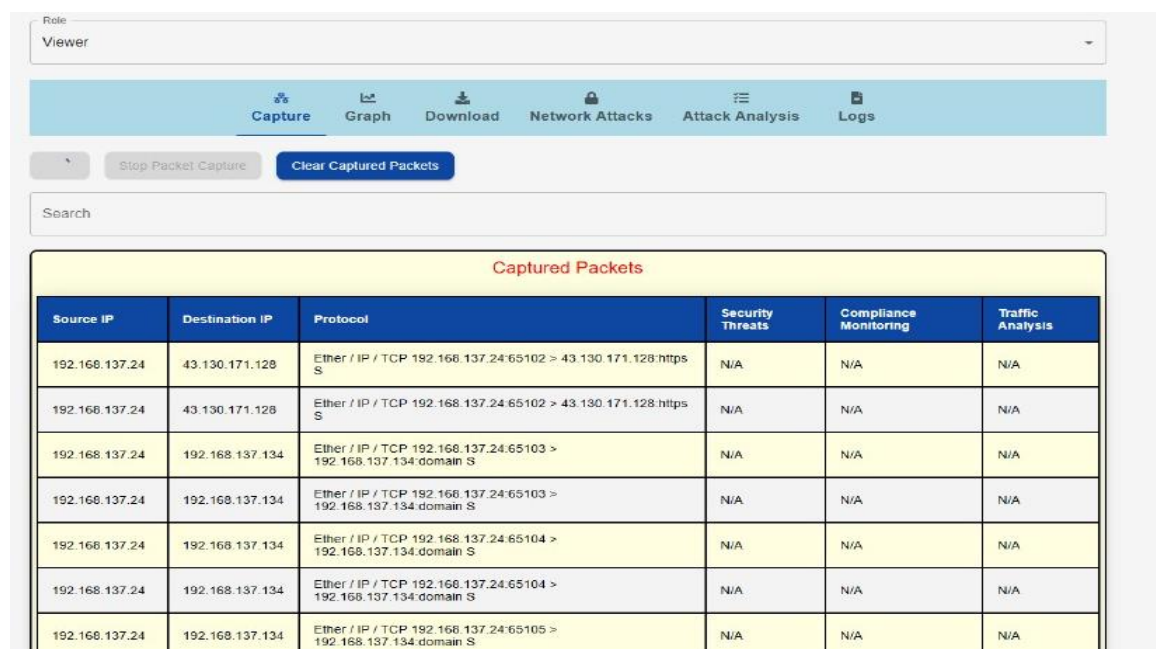 Role
Viewer
Capture Graph Download Network Attacks Attack Analysis Logs
Stop Packet Capture Clear Captured Packets
Search
Captured Packets
Source IP Destination IP Protocol Security Threats Compliance Monitoring Traffic Analysis
192.168.137.24 43.130.171.128 Ether / IP / TCP 192.168.137.24:65102 > 43.130.171.128:https S N/A N/A N/A
192.168.137.24 43.130.171.128 Ether / IP / TCP 192.168.137.24:65102 > 43.130.171.128:https S N/A N/A N/A
192.168.137.24 192.168.137.134 Ether / IP / TCP 192.168.137.24:65103 > 192.168.137.134:domain S N/A N/A N/A
192.168.137.24 192.168.137.134 Ether / IP / TCP 192.168.137.24:65103 > 192.168.137.134:domain S N/A N/A N/A
192.168.137.24 192.168.137.134 Ether / IP / TCP 192.168.137.24:65104 > 192.168.137.134:domain S N/A N/A N/A
192.168.137.24 192.168.137.134 Ether / IP / TCP 192.168.137.24:65104 > 192.168.137.134:domain S N/A N/A N/A
192.168.137.24 192.168.137.134 Ether / IP / TCP 192.168.137.24:65105 > 192.168.137.134:domain S N/A N/A N/A